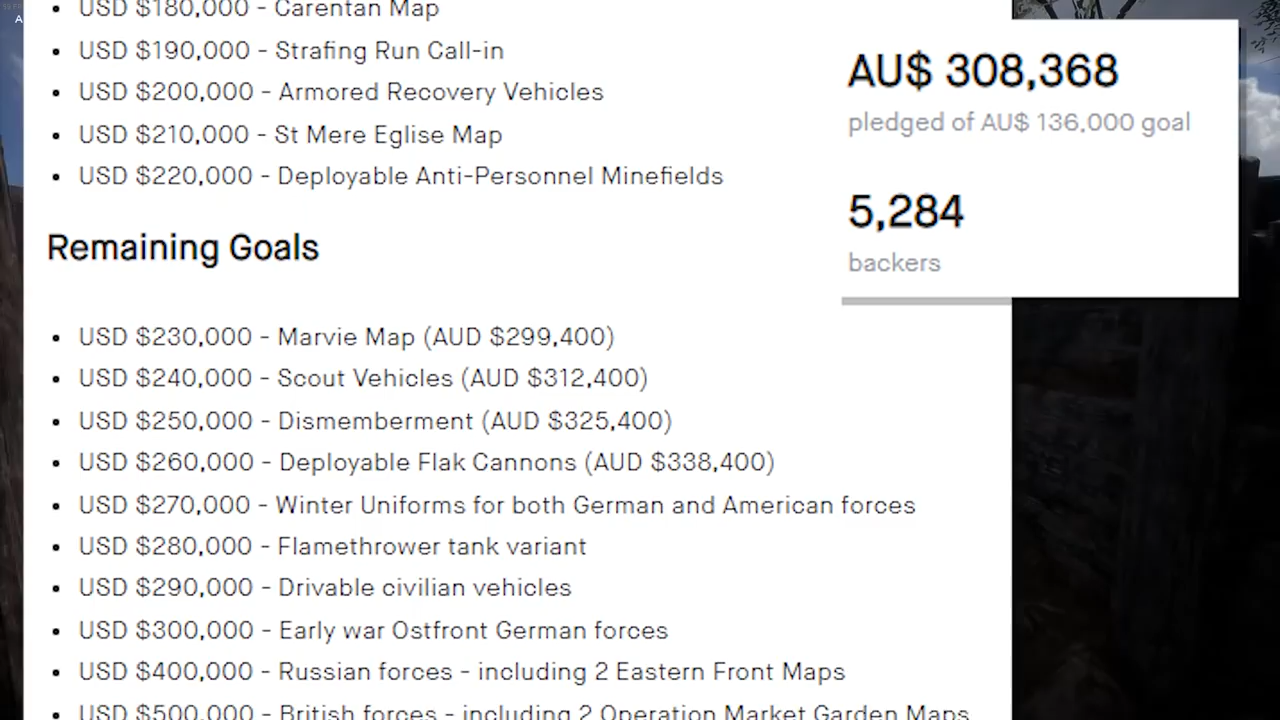 USD $180,000 - Carentan Map
USD $190,000 - Strafing Run Call-in
USD $200,000 - Armored Recovery Vehicles
USD $210,000 - St Mere Eglise Map
USD $220,000 - Deployable Anti-Personnel Minefields
AU$ 308,368
pledged of AU$ 136,000 goal
5,284
backers
Remaining Goals
USD $230,000 - Marvie Map (AUD $299,400)
USD $240,000 - Scout Vehicles (AUD $312,400)
USD $250,000 - Dismemberment (AUD $325,400)
USD $260,000 - Deployable Flak Cannons (AUD $338,400)
USD $270,000 - Winter Uniforms for both German and American forces
USD $280,000 - Flamethrower tank variant
USD $290,000 - Drivable civilian vehicles
USD $300,000 - Early war Ostfront German forces
USD $400,000 - Russian forces - including 2 Eastern Front Maps
USD $500,000 - British forces - including 2 Operation Market Garden Maps